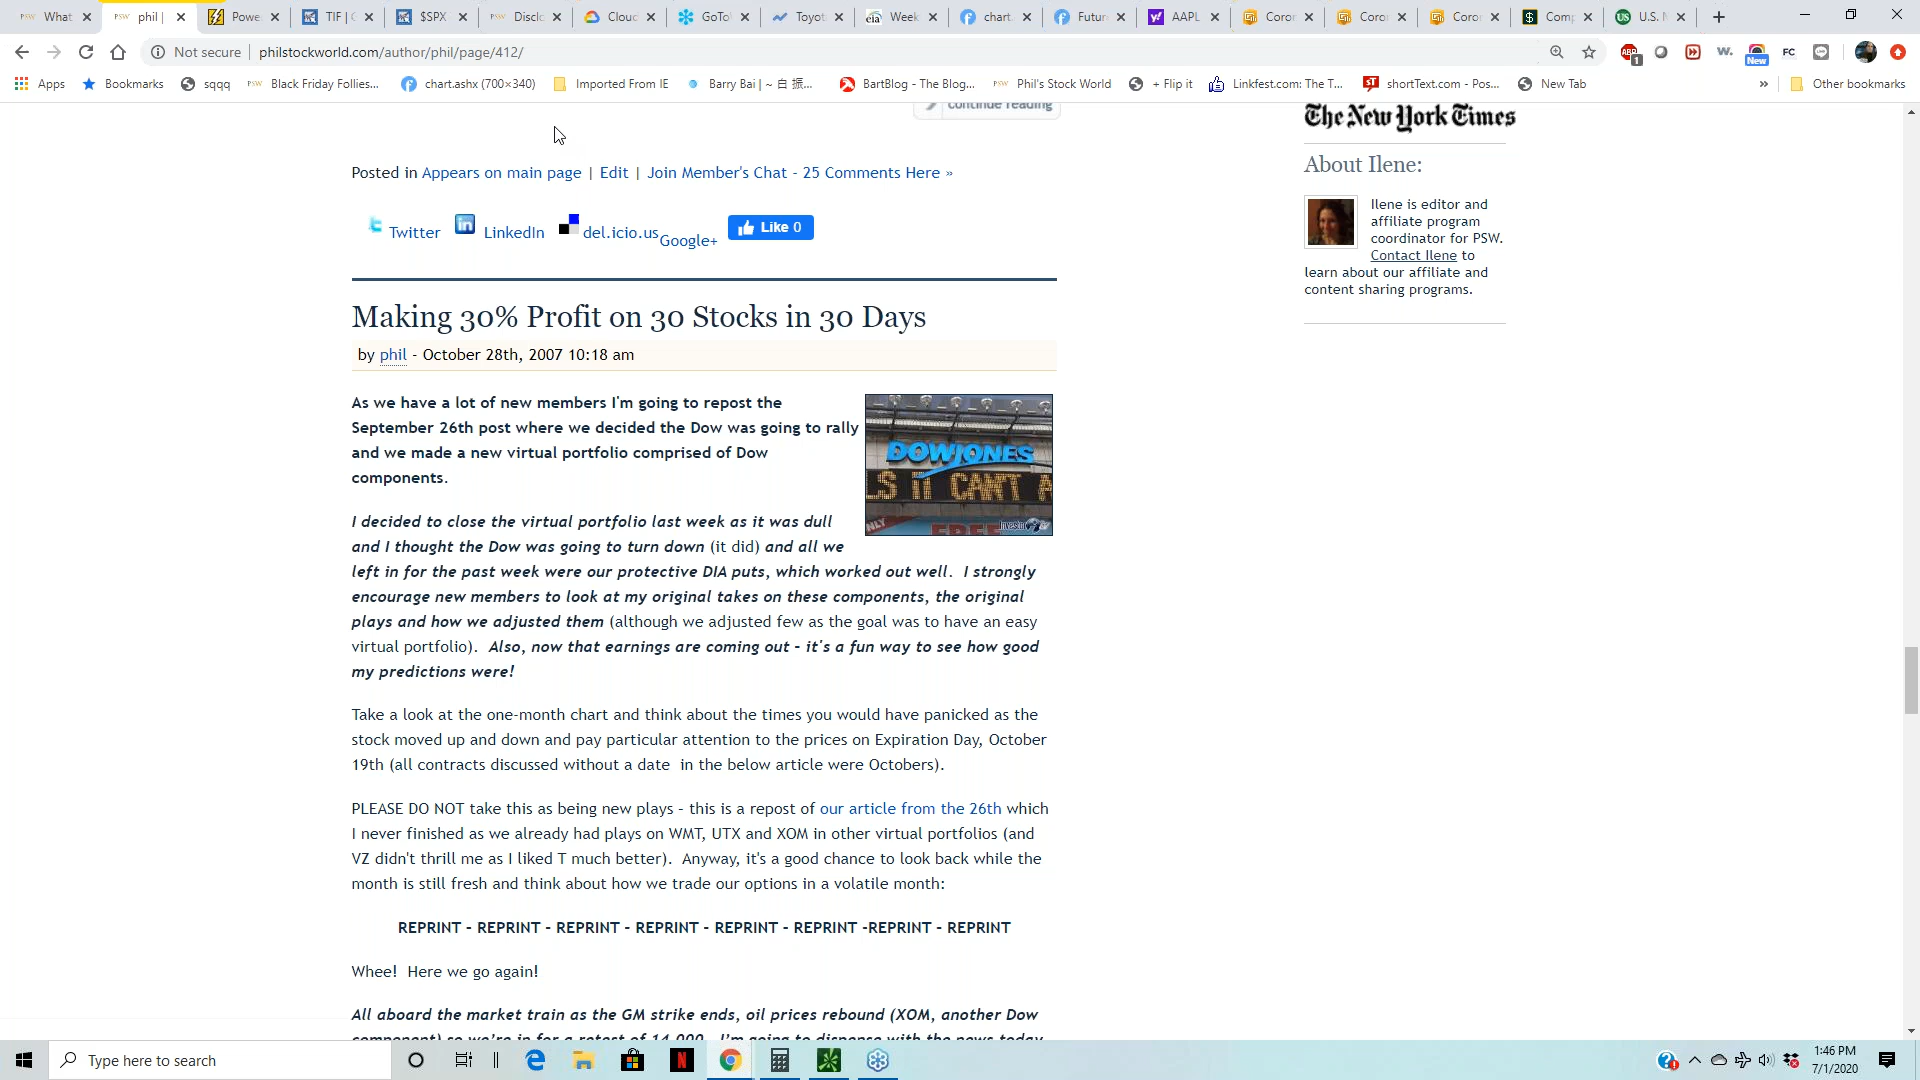 What
phil |
Powe
TIF | (
$SPX
Disclo
Cloud
GoTo
Toyot
Week
chart.
Future
AAPL
Coron
Coron
Coron
Comp
U.S. M
Not secure | philstockworld.com/author/phil/page/412/
Apps
Bookmarks
sqqq
Black Friday Follies...
chart.ashx (700×340)
Imported From IE
Barry Bai | ~ 白 振...
BartBlog - The Blog...
Phil's Stock World
+ Flip it
Linkfest.com: The T...
shortText.com - Pos...
New Tab
»
Other bookmarks
continue reading
Posted in Appears on main page | Edit | Join Member's Chat - 25 Comments Here »
Twitter LinkedIn del.icio.us Google+ Like 0
Making 30% Profit on 30 Stocks in 30 Days
by phil - October 28th, 2007 10:18 am
As we have a lot of new members I'm going to repost the
September 26th post where we decided the Dow was going to rally
and we made a new virtual portfolio comprised of Dow
components.
DOWJONES
LS IT CAN'T A
FREE
I decided to close the virtual portfolio last week as it was dull
and I thought the Dow was going to turn down (it did) and all we
left in for the past week were our protective DIA puts, which worked out well.  I strongly
encourage new members to look at my original takes on these components, the original
plays and how we adjusted them (although we adjusted few as the goal was to have an easy
virtual portfolio).  Also, now that earnings are coming out - it's a fun way to see how good
my predictions were!
Take a look at the one-month chart and think about the times you would have panicked as the
stock moved up and down and pay particular attention to the prices on Expiration Day, October
19th (all contracts discussed without a date  in the below article were Octobers).
PLEASE DO NOT take this as being new plays - this is a repost of our article from the 26th which
I never finished as we already had plays on WMT, UTX and XOM in other virtual portfolios (and
VZ didn't thrill me as I liked T much better).  Anyway, it's a good chance to look back while the
month is still fresh and think about how we trade our options in a volatile month:
REPRINT - REPRINT - REPRINT - REPRINT - REPRINT - REPRINT -REPRINT - REPRINT
Whee!  Here we go again!
All aboard the market train as the GM strike ends, oil prices rebound (XOM, another Dow
component) so we're in for a retest of 14,000.  I'm going to dispense with the news today
The New York Times
About Ilene:
Ilene is editor and
affiliate program
coordinator for PSW.
Contact Ilene to
learn about our affiliate and
content sharing programs.
Type here to search
1:46 PM
7/1/2020